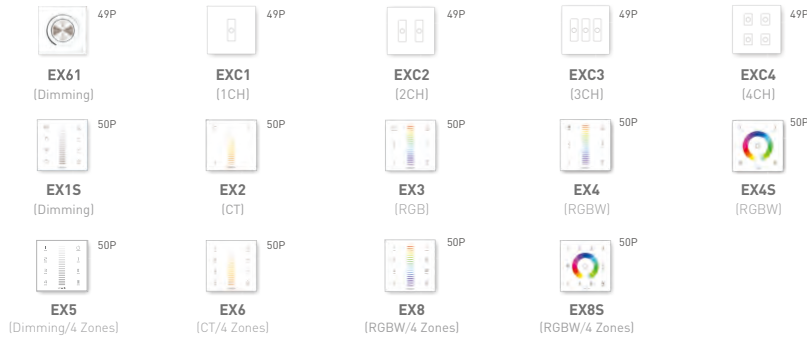 49P
49P
49P
49P
49P
EX61
EXC1
EXC2
EXC3
EXC4
(Dimming)
(1CH)
(2CH)
(3CH)
(4CH)
50P
50P
50P
50P
50P
EX1S
EX2
EX3
EX4
EX4S
(Dimming)
(CT)
(RGB)
(RGBW)
(RGBW)
50P
50P
50P
50P
EX5
EX6
EX8
EX8S
(Dimming/4 Zones)
(CT/4 Zones)
(RGBW/4 Zones)
(RGBW/4 Zones)